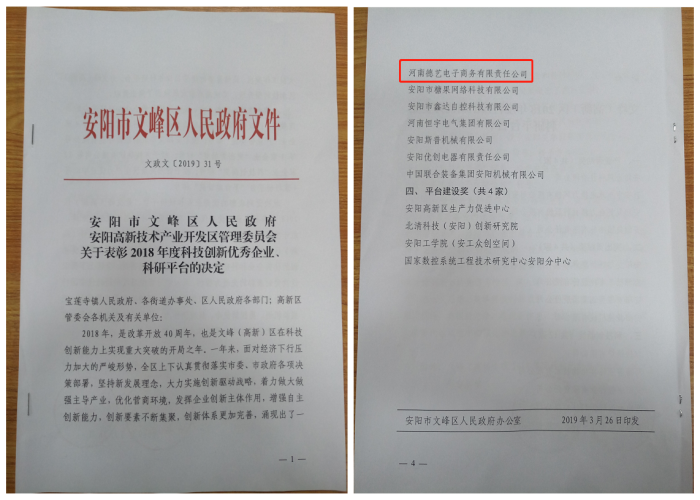 安阳市文峰区人民政府文件
文政文〔2019〕31号
安阳市文峰区人民政府
安阳高新技术产业开发区管理委员会
关于表彰2018年度科技创新优秀企业、
科研平台的决定
宝莲寺镇人民政府、各街道办事处、区人民政府各部门；高新区
管委会各机关及有关单位：
2018年，是改革开放40周年，也是文峰（高新）区在科技
创新能力上实现重大突破的开局之年，一年来，面对经济下行压
力加大的严峻形势，全区上下认真贯彻落实市委、市政府各项决
策部署，坚持新发展理念，大力实施创新驱动战略，着力做大做
强主导产业，优化营商环境，发挥企业创新主体作用，增强自主
创新能力，创新要素不断集聚，创新体系更加完善，涌现出了一
— 1 —
河南德艺电子商务有限责任公司
安阳市糖果网络科技有限公司
安阳市鑫达自控科技有限公司
河南恒宇电气集团有限公司
安阳斯普机械有限公司
安阳优创电器有限责任公司
中国联合装备集团安阳机械有限公司
四、平台建设奖（共4家）
安阳高新区生产力促进中心
北清科技（安阳）创新研究院
安阳工学院（安工众创空间）
国家数控系统工程技术研究中心安阳分中心
安阳市文峰区人民政府办公室 2019年3月26日印发
— 4 —